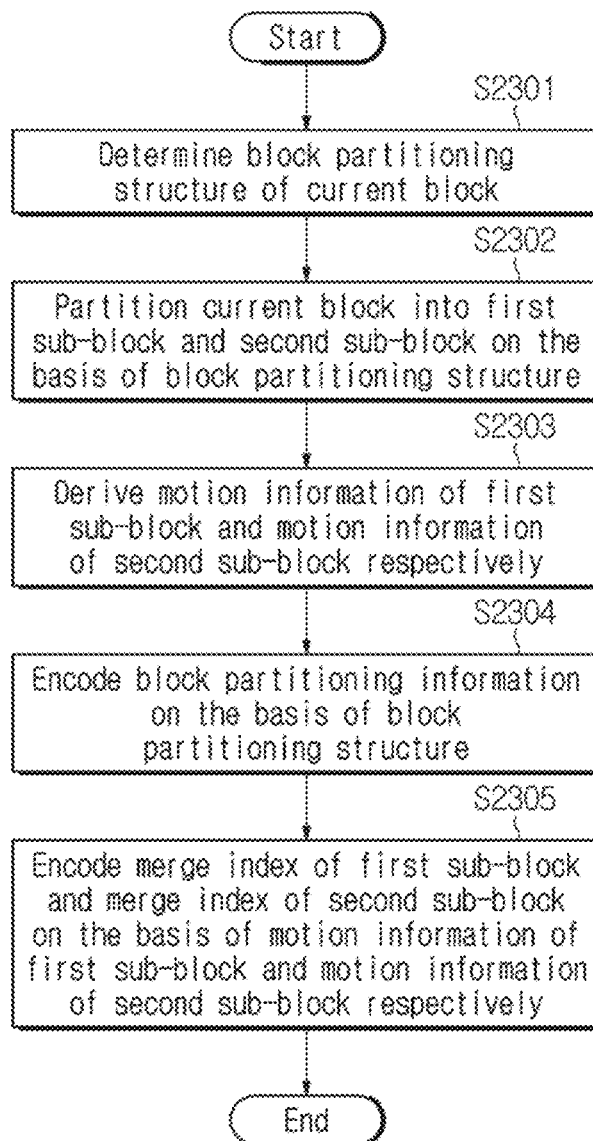 Start
S2301
Determine block partitioning
structure of current block
S2302
Partition current block into first
sub-block and second sub-block on the
basis of block partitioning structure
S2303
Derive motion information of first
sub-block and motion information
of second sub-block respectively
S2304
Encode block partitioning information
on the basis of block
partitioning structure
S2305
Encode merge index of first sub-block
and merge index of second sub-block
on the basis of motion information of
first sub-block and motion information
of second sub-block respectively
End